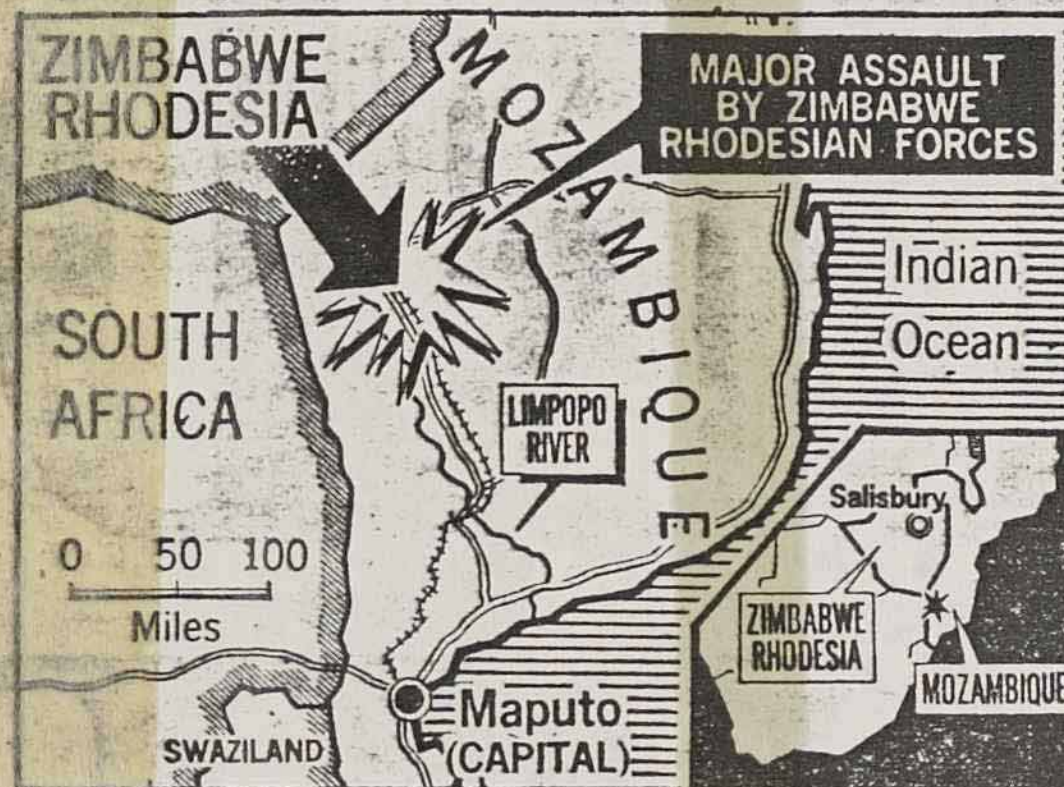 ZIMBABWE
RHODESIA
MOZAMBIQUE
MAJOR ASSAULT
BY ZIMBABWE
RHODESIAN FORCES
Indian
Ocean
SOUTH
AFRICA
LIMPOPO
RIVER
0 50 100
Miles
Salisbury
ZIMBABWE
RHODESIA
MOZAMBIQUE
Maputo
(CAPITAL)
SWAZILAND